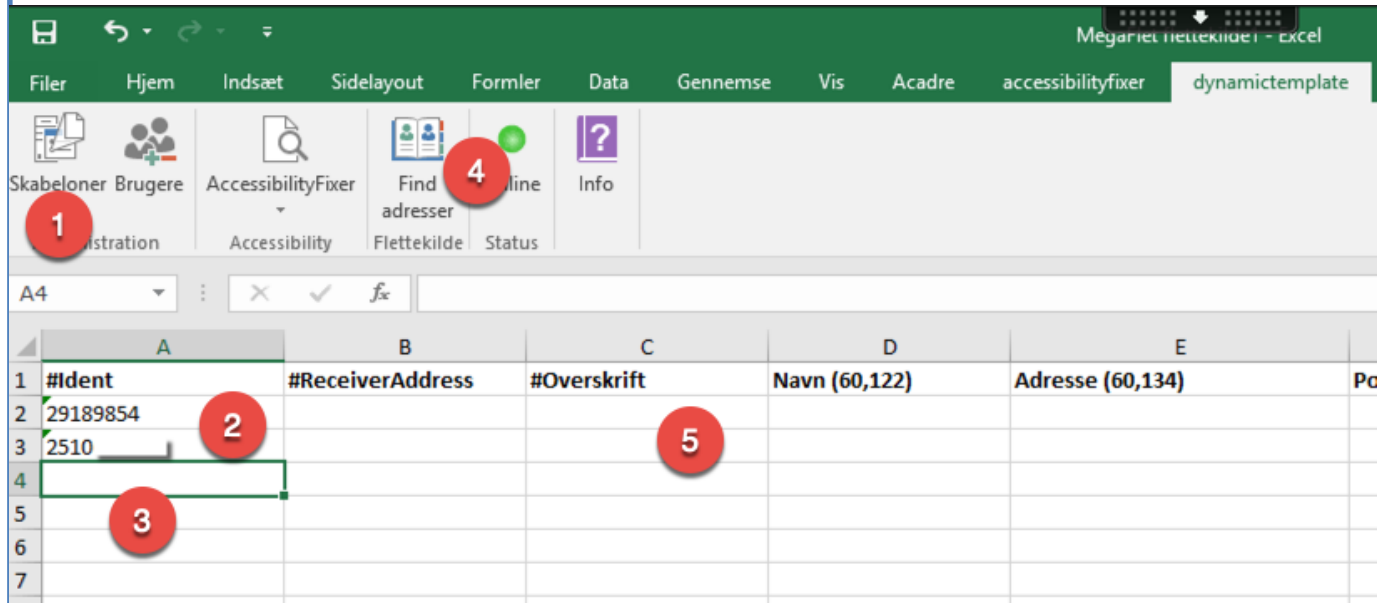 MegaFlet flettekilde1 - Excel
Filer Hjem Indsæt Sidelayout Formler Data Gennemse Vis Acadre accessibilityfixer dynamictemplate
Skabeloner Brugere AccessibilityFixer Find adresser Info
Accessibility Flettekilde Status
1
2
3
4
5
A4 fx
A B C D E
1 #Ident #ReceiverAddress #Overskrift Navn (60,122) Adresse (60,134)
2 29189854
3 2510
4
5
6
7